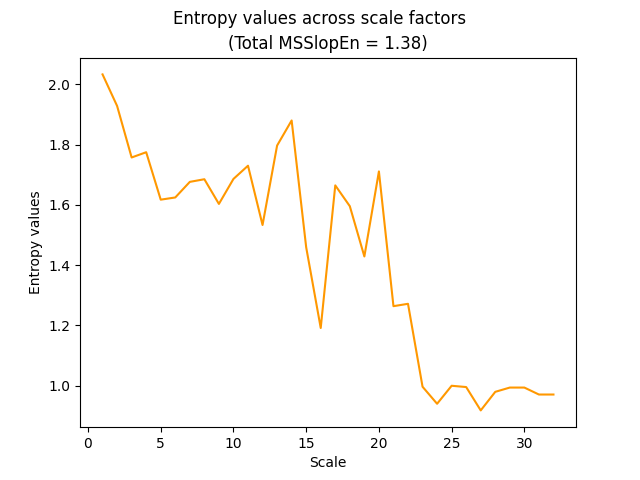 Entropy values across scale factors
(Total MSSlopEn = 1.38)
2.0
1.8
1.6
1.4
1.2
1.0
Entropy values
0 5 10 15 20 25 30
Scale